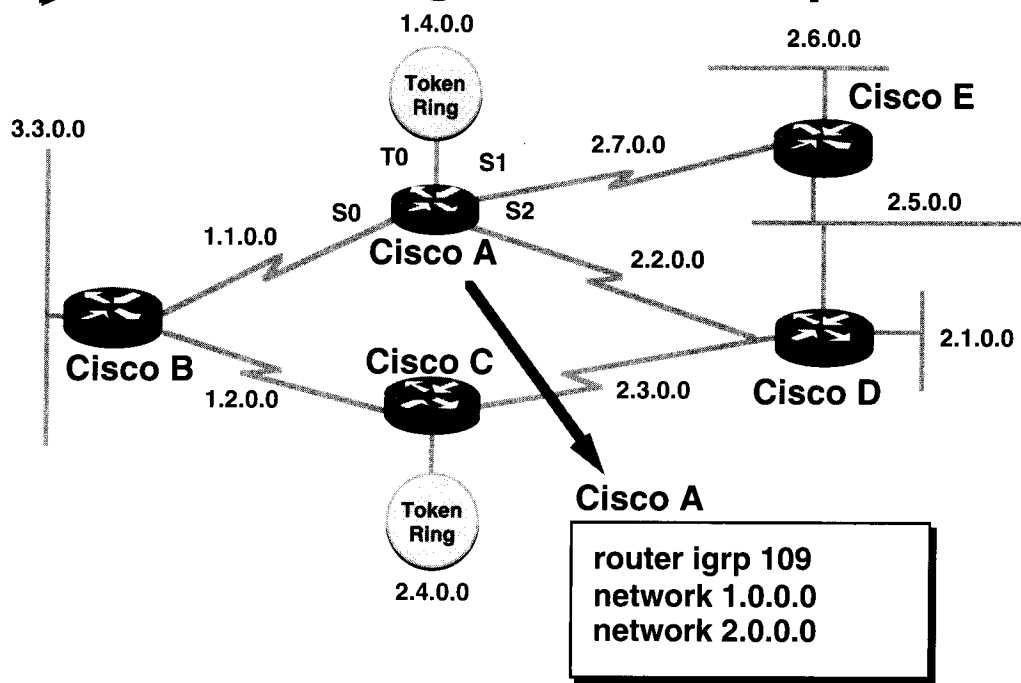 1.4.0.0
2.6.0.0
Token
Ring
Cisco E
3.3.0.0
T0
S1
2.7.0.0
S0
S2
2.5.0.0
1.1.0.0
Cisco A
2.2.0.0
Cisco B
Cisco C
2.1.0.0
1.2.0.0
2.3.0.0
Cisco D
Token
Ring
2.4.0.0
Cisco A
router igrp 109
network 1.0.0.0
network 2.0.0.0